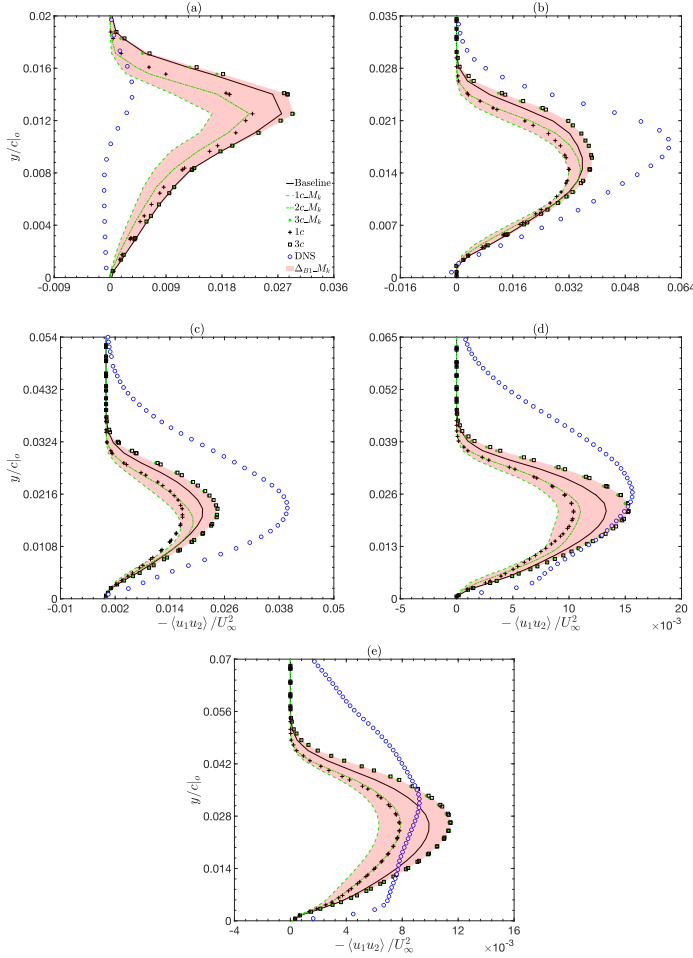 (a)
0.02
0.016
0.012
0.008
0.004
0
y/c|o
-0.009 0 0.009 0.018 0.027 0.036
Baseline
1c_Mk
2c_Mk
3c_Mk
1c
3c
DNS
ΔB1_Mk
(b)
0.035
0.028
0.021
0.014
0.007
0
-0.016 0 0.016 0.032 0.048 0.064
(c)
0.054
0.0432
0.0324
0.0216
0.0108
0
y/c|o
-0.01 0.002 0.014 0.026 0.038 0.05
− ⟨u1u2⟩ /U∞²
(d)
0.065
0.052
0.039
0.026
0.013
0
-5 0 5 10 15 20
− ⟨u1u2⟩ /U∞²
×10⁻³
(e)
0.07
0.056
0.042
0.028
0.014
0
y/c|o
-4 0 4 8 12 16
− ⟨u1u2⟩ /U∞²
×10⁻³